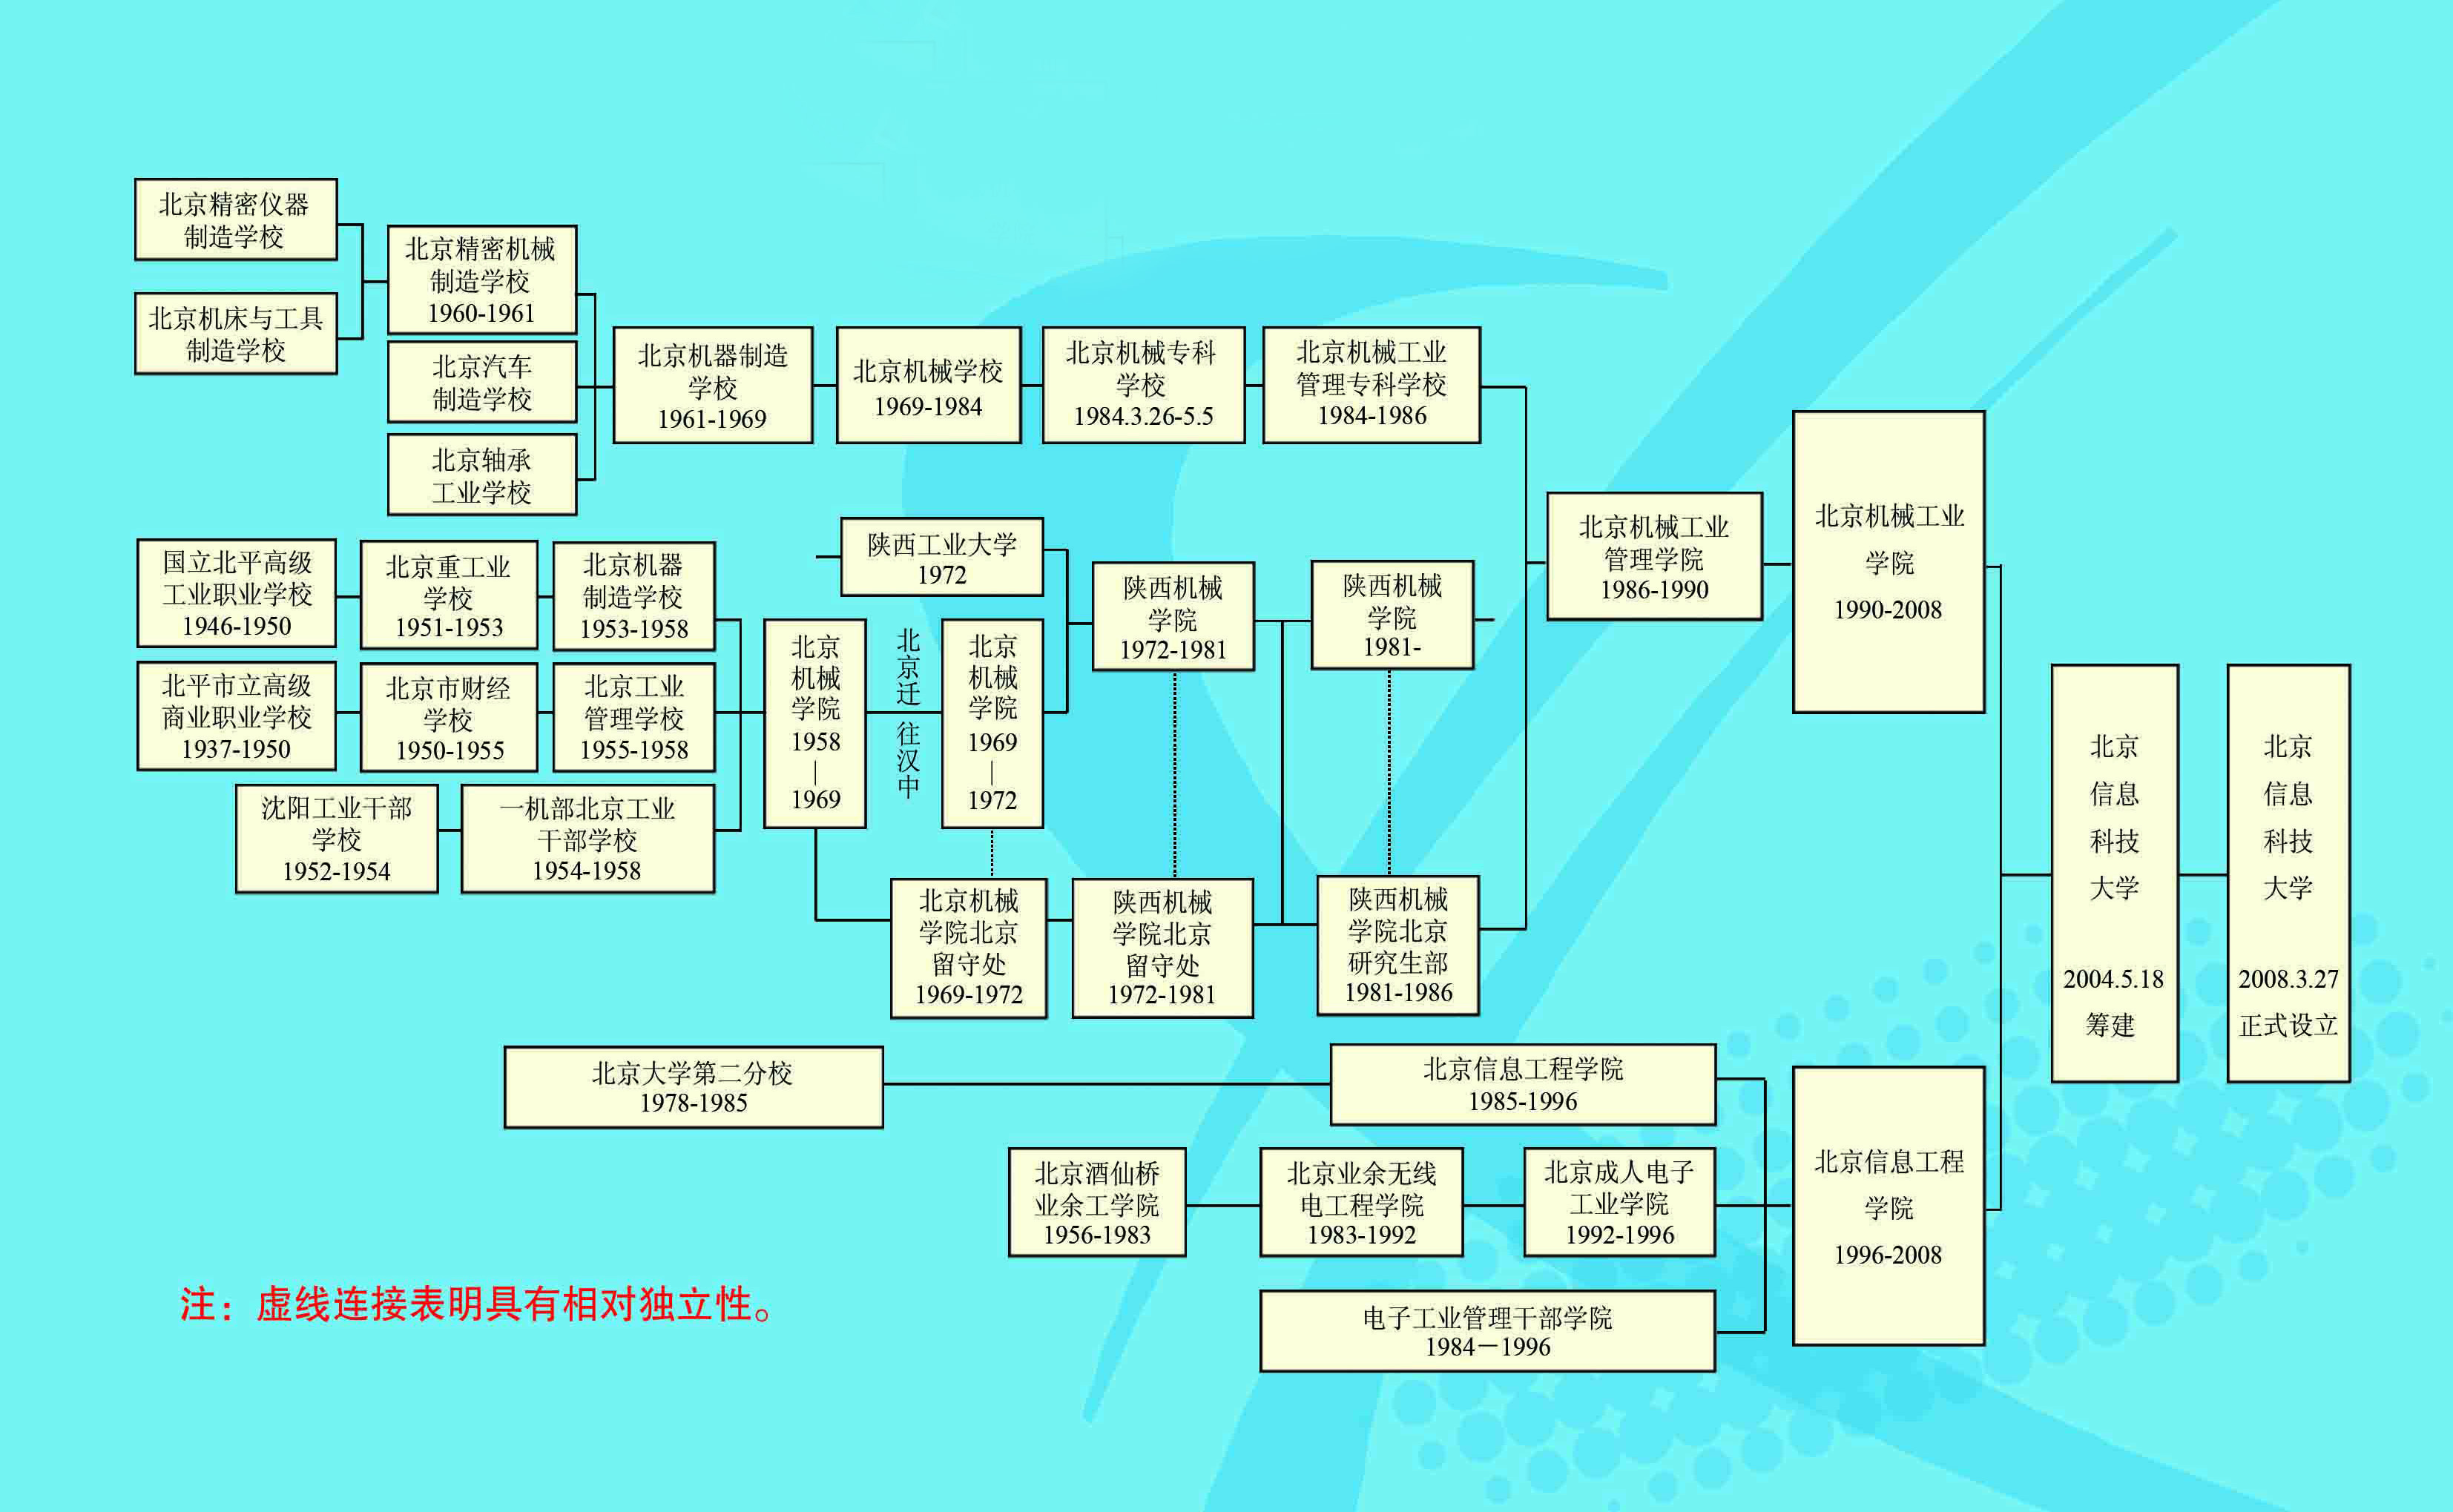 北京精密仪器
制造学校
北京机床与工具
制造学校
北京精密机械
制造学校
1960-1961
北京汽车
制造学校
北京轴承
工业学校
北京机器制造
学校
1961-1969
北京机械学校
1969-1984
北京机械专科
学校
1984.3.26-5.5
北京机械工业
管理专科学校
1984-1986
国立北平高级
工业职业学校
1946-1950
北京重工业
学校
1951-1953
北京机器
制造学校
1953-1958
北平市立高级
商业职业学校
1937-1950
北京市财经
学校
1950-1955
北京工业
管理学校
1955-1958
沈阳工业干部
学校
1952-1954
一机部北京工业
干部学校
1954-1958
北京
机械
学院
1958
|
1969
北京迁往汉中
北京
机械
学院
1969
|
1972
陕西工业大学
1972
陕西机械
学院
1972-1981
陕西机械
学院
1981-
北京机械
学院北京
留守处
1969-1972
陕西机械
学院北京
留守处
1972-1981
陕西机械
学院北京
研究生部
1981-1986
北京机械工业
管理学院
1986-1990
北京机械工业
学院
1990-2008
北京大学第二分校
1978-1985
北京信息工程学院
1985-1996
北京酒仙桥
业余工学院
1956-1983
北京业余无线
电工程学院
1983-1992
北京成人电子
工业学院
1992-1996
电子工业管理干部学院
1984－1996
北京信息工程
学院
1996-2008
北京
信息
科技
大学
2004.5.18
筹建
北京
信息
科技
大学
2008.3.27
正式设立
注：虚线连接表明具有相对独立性。